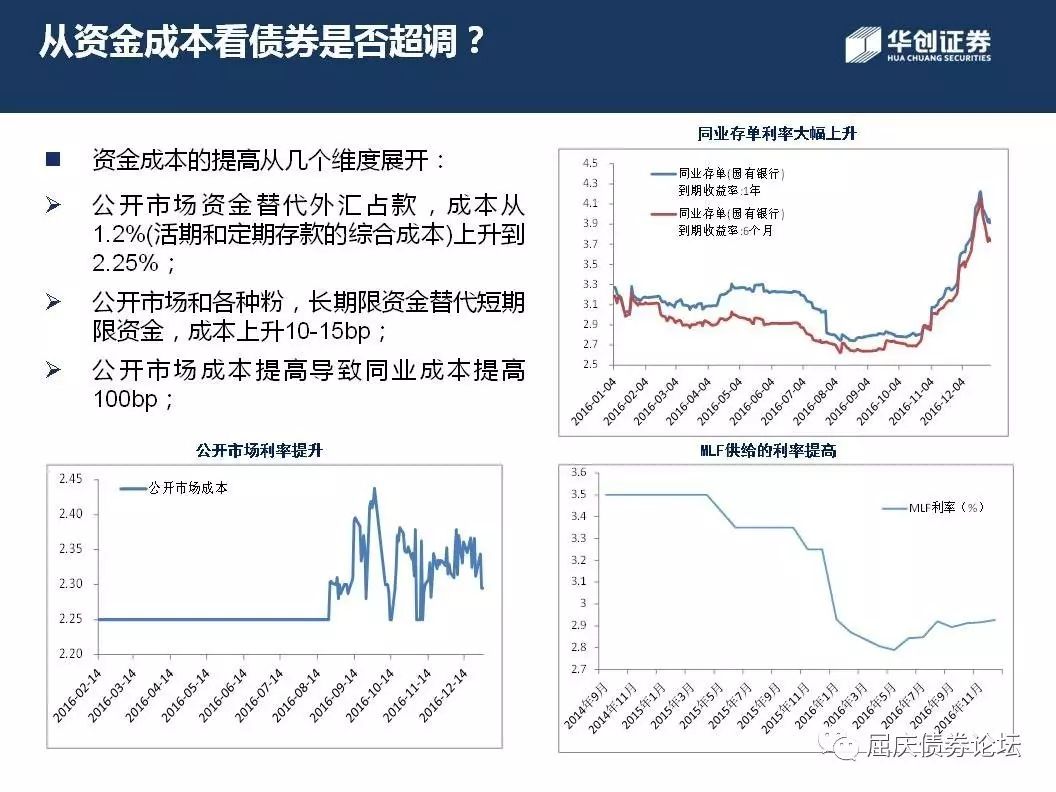 从资金成本看债券是否超调？
华创证券
HUA CHUANG SECURITIES
资金成本的提高从几个维度展开：
公开市场资金替代外汇占款，成本从
1.2%(活期和定期存款的综合成本)上升到
2.25%；
公开市场和各种粉，长期限资金替代短期
限资金，成本上升10-15bp；
公开市场成本提高导致同业成本提高
100bp；
同业存单利率大幅上升
4.5
4.3
4.1
3.9
3.7
3.5
3.3
3.1
2.9
2.7
2.5
同业存单(国有银行)
到期收益率:1年
同业存单(国有银行)
到期收益率:6个月
2016-01-04
2016-02-04
2016-03-04
2016-04-04
2016-05-04
2016-06-04
2016-07-04
2016-08-04
2016-09-04
2016-10-04
2016-11-04
2016-12-04
公开市场利率提升
2.45
2.40
2.35
2.30
2.25
2.20
公开市场成本
2016-02-14
2016-03-14
2016-04-14
2016-05-14
2016-06-14
2016-07-14
2016-08-14
2016-09-14
2016-10-14
2016-11-14
2016-12-14
MLF供给的利率提高
3.6
3.5
3.4
3.3
3.2
3.1
3
2.9
2.8
2.7
MLF利率（%）
2014年9月
2014年11月
2015年1月
2015年3月
2015年5月
2015年7月
2015年9月
2015年11月
2016年1月
2016年3月
2016年5月
2016年7月
2016年9月
2016年11月
屈庆债券论坛